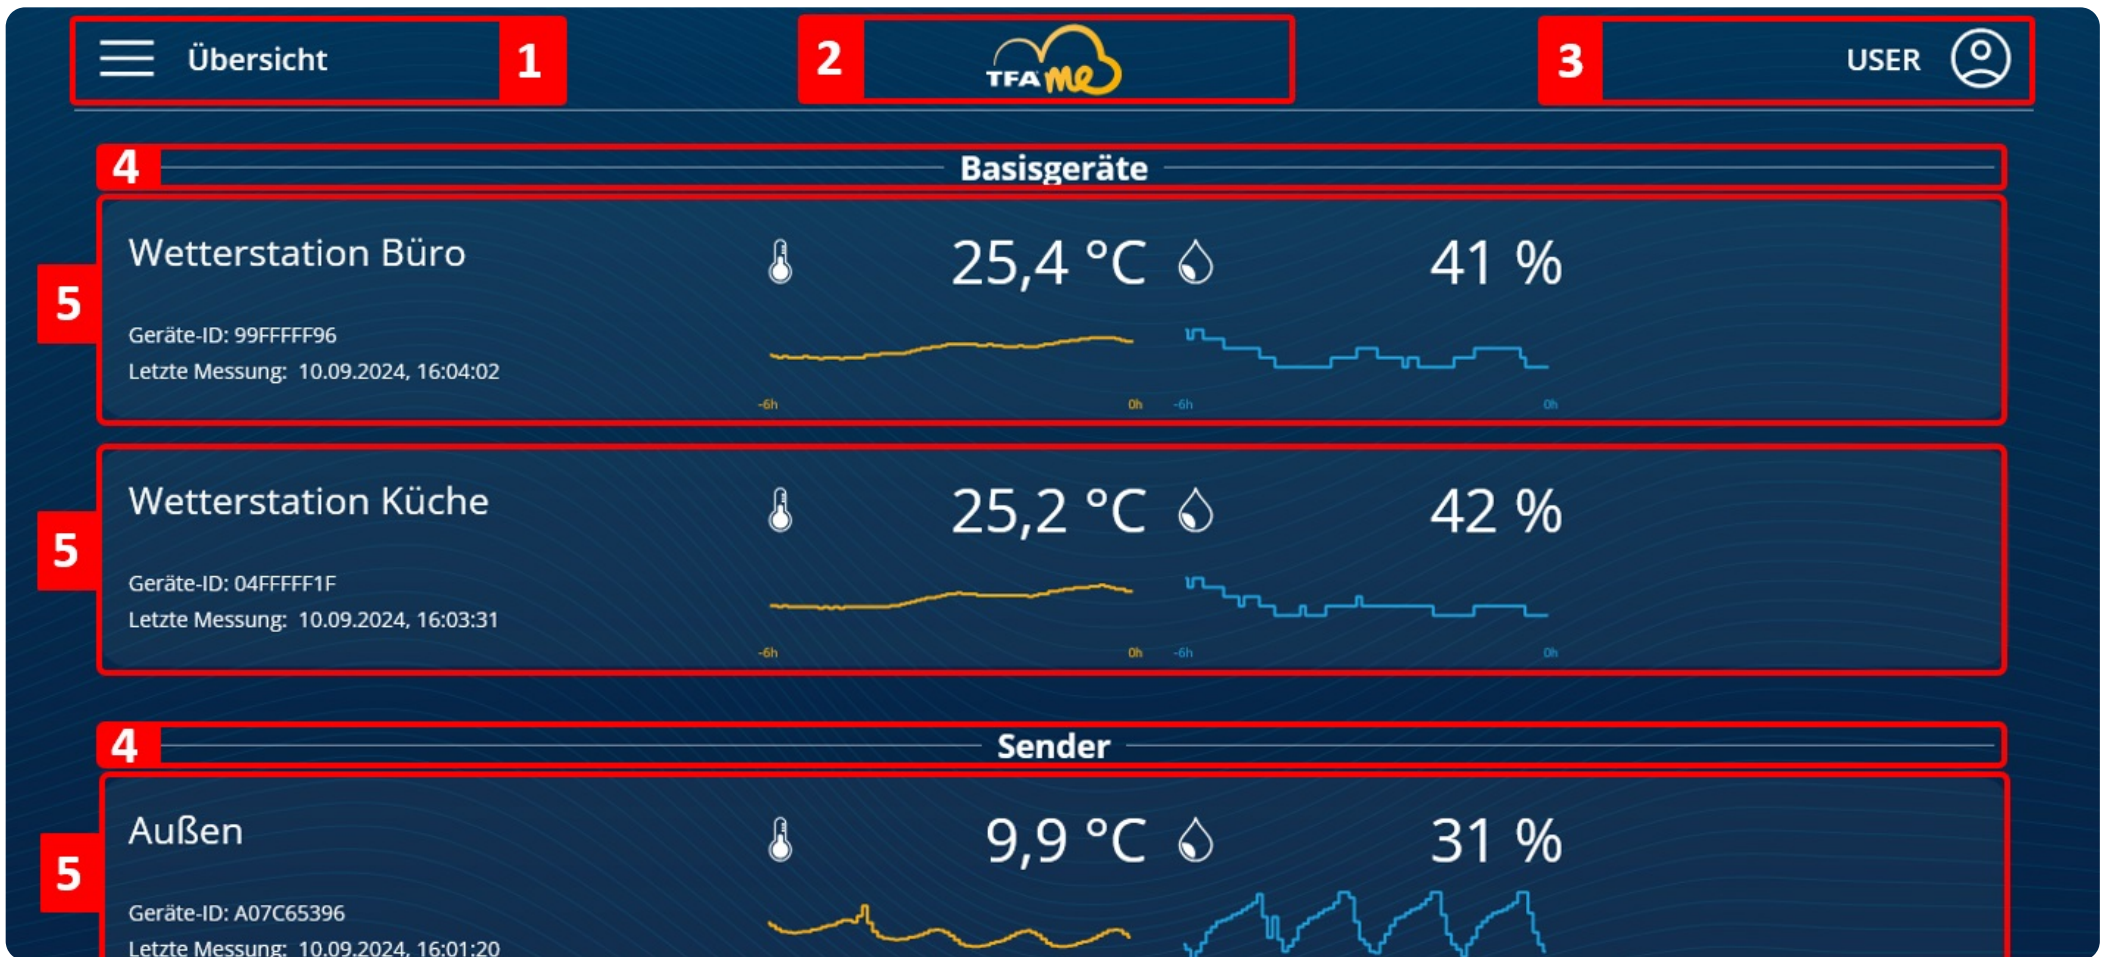 Übersicht 1
2 TFA me
3 USER
4 Basisgeräte
Wetterstation Büro 25,4 °C 41 %
5
Geräte-ID: 99FFFFF96
Letzte Messung: 10.09.2024, 16:04:02
-6h 0h -6h 0h
Wetterstation Küche 25,2 °C 42 %
5
Geräte-ID: 04FFFFF1F
Letzte Messung: 10.09.2024, 16:03:31
-6h 0h -6h 0h
4 Sender
Außen 9,9 °C 31 %
5
Geräte-ID: A07C65396
Letzte Messung: 10.09.2024, 16:01:20